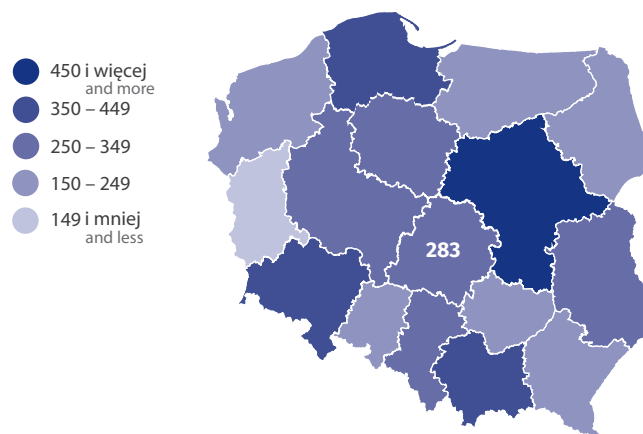 450 i więcej
and more
350 – 449
250 – 349
150 – 249
149 i mniej
and less
283